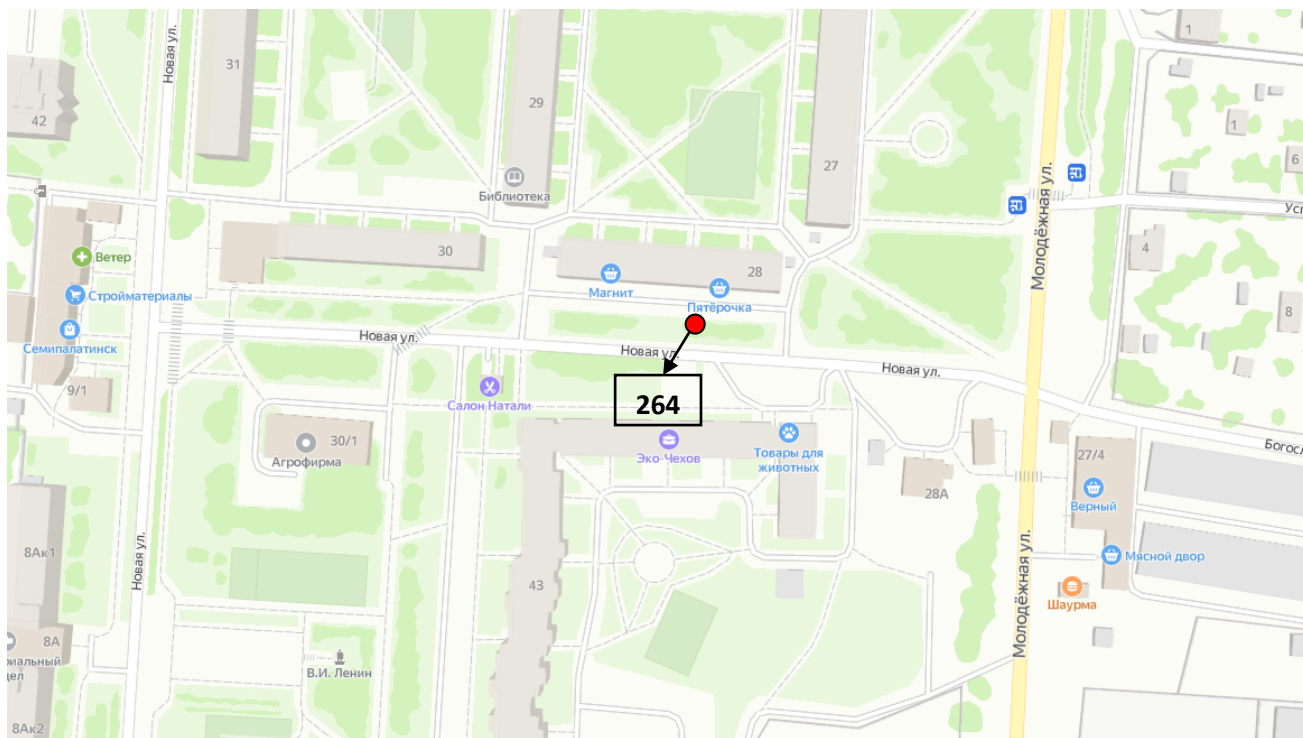 1
Новая ул.
31
29
42
27
1
6
Библиотека
Молодёжная ул.
4
30
28
Ветер
Магнит
Пятёрочка
Стройматериалы
8
Новая ул.
Семипалатинск
Новая ул.
Новая ул.
9/1
264
Салон Натали
30/1
Агрофирма
Эко-Чехов
Товары для
животных
27/4
28А
Верный
8Ак1
Новая ул.
43
Мясной двор
Молодёжная ул.
Шаурма
8А
В.И. Ленин
8Ак2